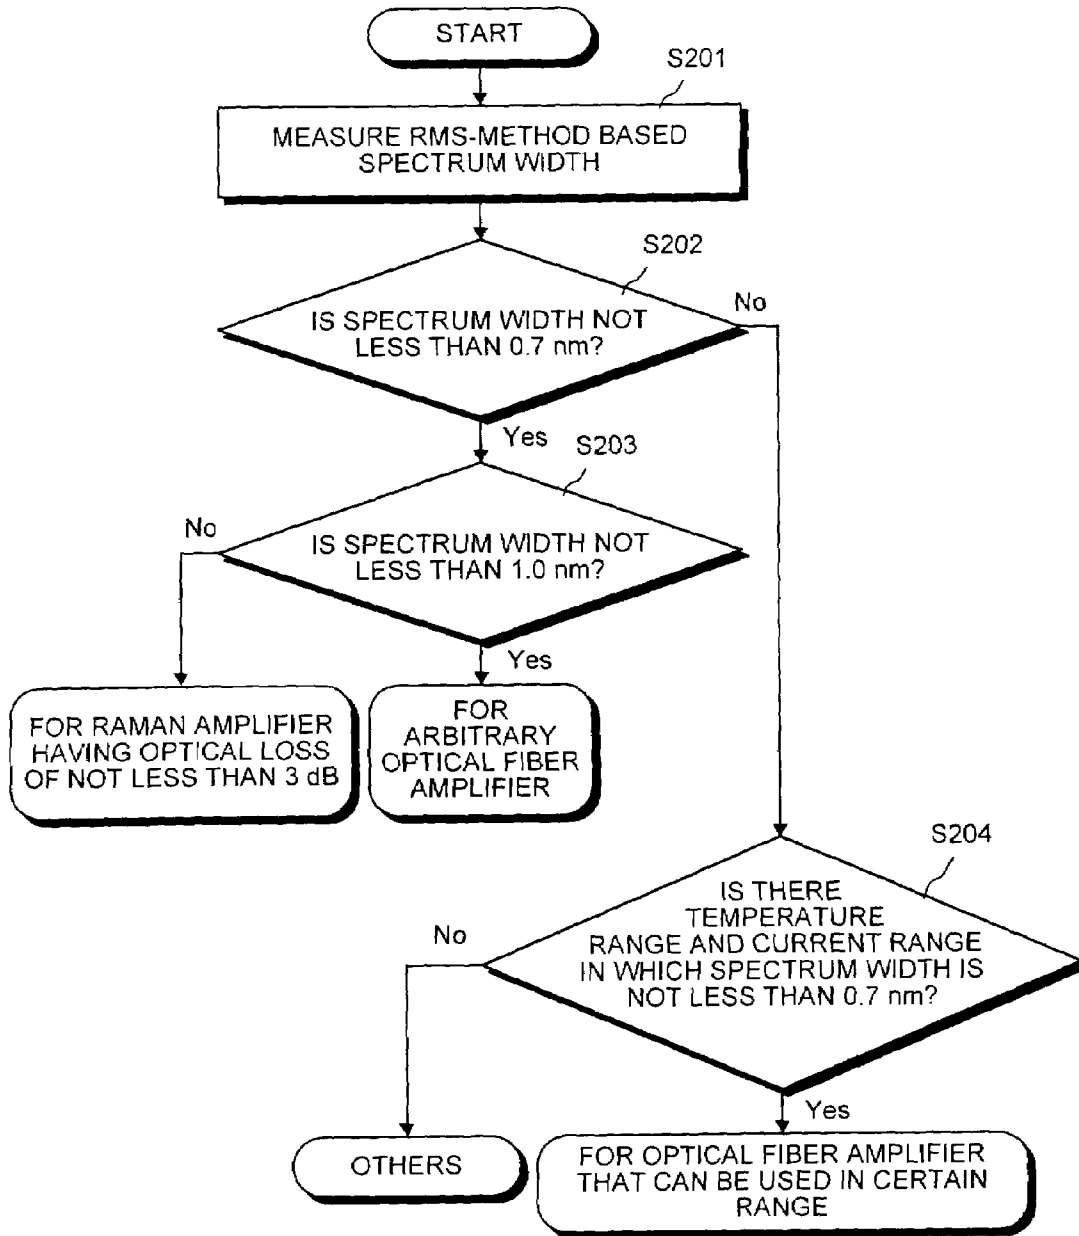 START
S201
MEASURE RMS-METHOD BASED
SPECTRUM WIDTH
S202
No
IS SPECTRUM WIDTH NOT
LESS THAN 0.7 nm?
Yes
S203
No
IS SPECTRUM WIDTH NOT
LESS THAN 1.0 nm?
Yes
FOR RAMAN AMPLIFIER
HAVING OPTICAL LOSS
OF NOT LESS THAN 3 dB
FOR
ARBITRARY
OPTICAL FIBER
AMPLIFIER
S204
No
IS THERE
TEMPERATURE
RANGE AND CURRENT RANGE
IN WHICH SPECTRUM WIDTH IS
NOT LESS THAN 0.7 nm?
Yes
OTHERS
FOR OPTICAL FIBER AMPLIFIER
THAT CAN BE USED IN CERTAIN
RANGE